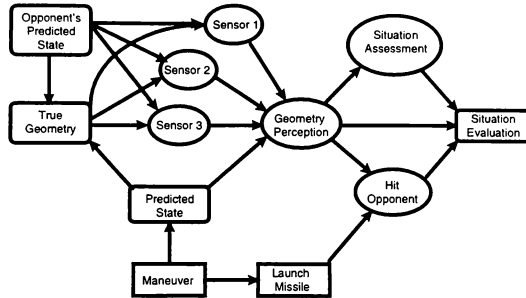 Opponent's
Predicted
State
Sensor 1
Situation
Assessment
Sensor 2
True
Geometry
Sensor 3
Geometry
Perception
Situation
Evaluation
Predicted
State
Hit
Opponent
Maneuver
Launch
Missile